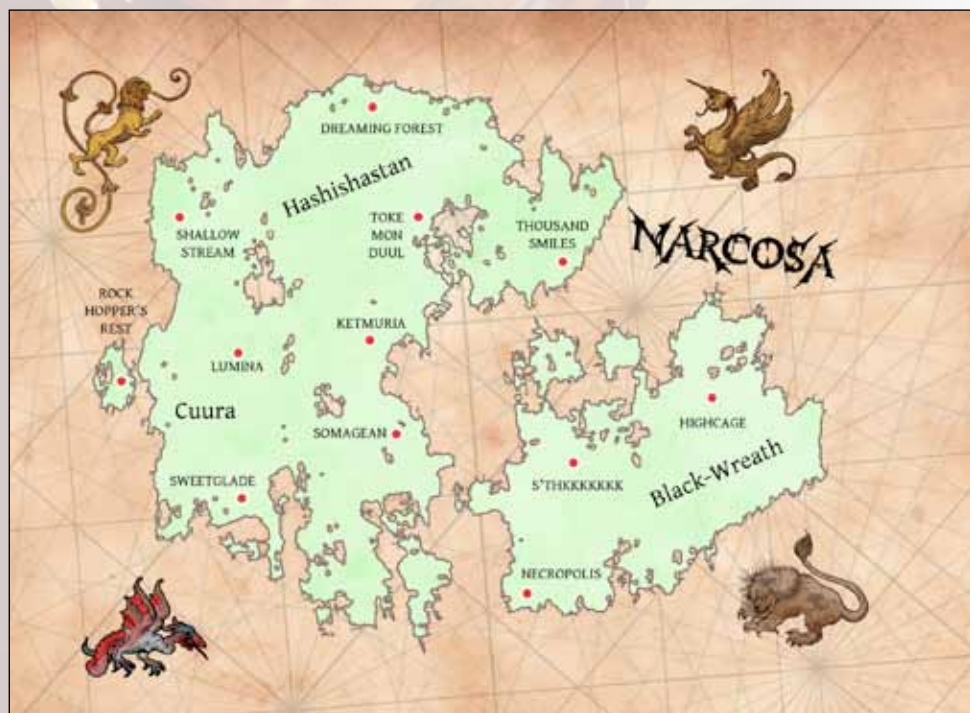 DREAMING FOREST
Hashishastan
SHALLOW
STREAM
TOKE
MON
DUUL
THOUSAND
SMILES
NARCOSA
ROCK
HOPPER'S
REST
KETMURIA
LUMINA
Cuura
SOMAGEAN
HIGHCAGE
SWEETGLADE
S'THKKKKKKK
Black-Wreath
NECROPOLIS